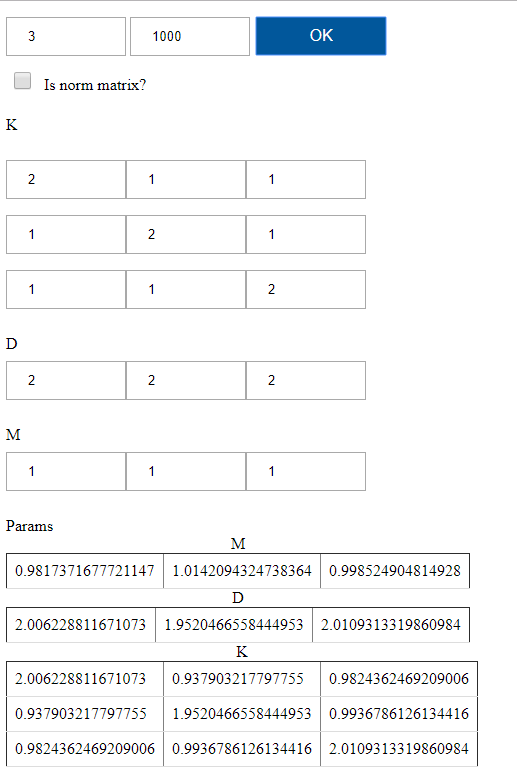 3 1000 OK
Is norm matrix?
K
2 1 1
1 2 1
1 1 2
D
2 2 2
M
1 1 1
Params
M
0.9817371677721147 1.0142094324738364 0.998524904814928
D
2.006228811671073 1.9520466558444953 2.0109313319860984
K
2.006228811671073 0.937903217797755 0.9824362469209006
0.937903217797755 1.9520466558444953 0.9936786126134416
0.9824362469209006 0.9936786126134416 2.0109313319860984